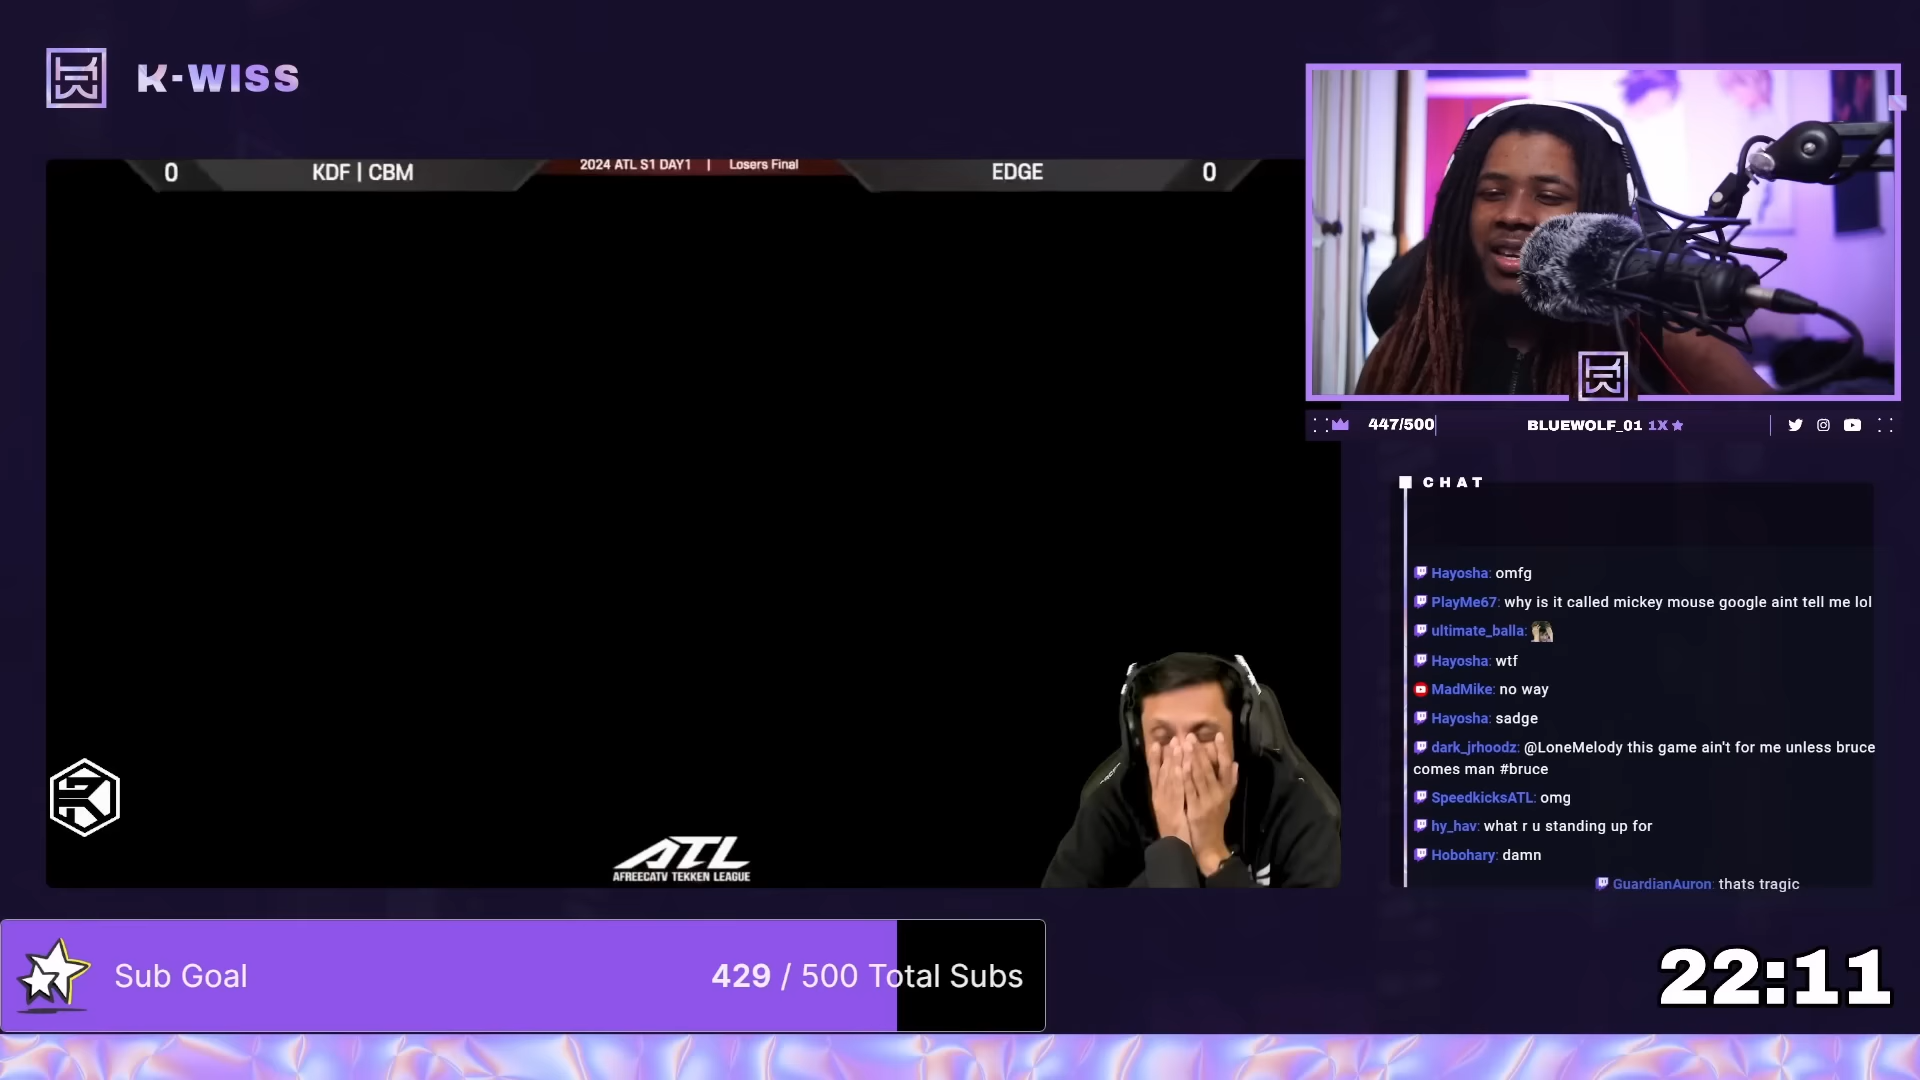 K-WISS
0 KDF | CBM 2024 ATL S1 DAY1 | Losers Final EDGE 0
447/500 BLUEWOLF_01 1X
CHAT
Hayosha: omfg
PlayMe67: why is it called mickey mouse google aint tell me lol
ultimate_balla:
Hayosha: wtf
MadMike: no way
Hayosha: sadge
dark_jrhoodz: @LoneMelody this game ain't for me unless bruce
comes man #bruce
SpeedkicksATL: omg
hy_hav: what r u standing up for
Hobohary: damn
GuardianAuron: thats tragic
ATL
AFREECATV TEKKEN LEAGUE
Sub Goal 429 / 500 Total Subs
22:11